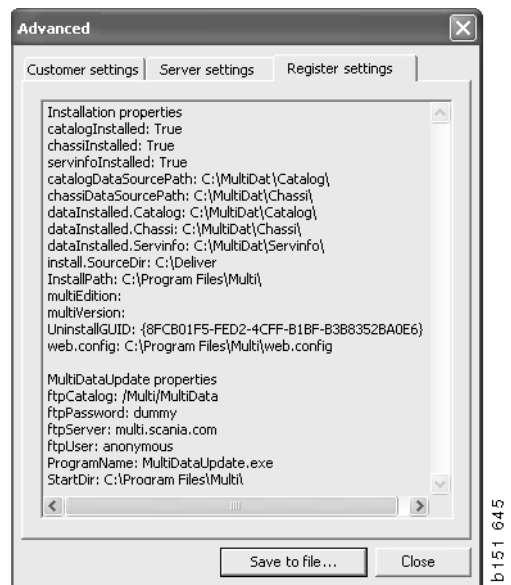 Advanced
Customer settings Server settings Register settings
Installation properties
catalogInstalled: True
chassiInstalled: True
servinfoInstalled: True
catalogDataSourcePath: C:\MultiDat\Catalog\
chassiDataSourcePath: C:\MultiDat\Chassi\
dataInstalled.Catalog: C:\MultiDat\Catalog\
dataInstalled.Chassi: C:\MultiDat\Chassi\
dataInstalled.Servinfo: C:\MultiDat\Servinfo\
install.SourceDir: C:\Deliver
InstallPath: C:\Program Files\Multi\
multiEdition:
multiVersion:
UninstallGUID: {8FCB01F5-FED2-4CFF-B1BF-B3B8352BA0E6}
web.config: C:\Program Files\Multi\web.config
MultiDataUpdate properties
ftpCatalog: /Multi/MultiData
ftpPassword: dummy
ftpServer: multi.scania.com
ftpUser: anonymous
ProgramName: MultiDataUpdate.exe
StartDir: C:\Program Files\Multi\
Save to file... Close
b151 645